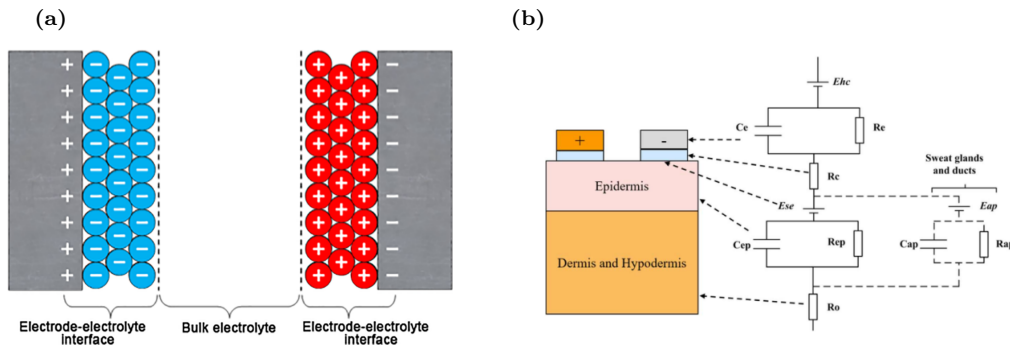 (a)
+ −
Electrode-electrolyte
interface
Bulk electrolyte
Electrode-electrolyte
interface
(b)
Ehc
Ce
Re
+
-
Rc
Sweat glands
and ducts
Epidermis
Ese
Eap
Cep
Rep
Cap
Rap
Dermis and Hypodermis
Ro